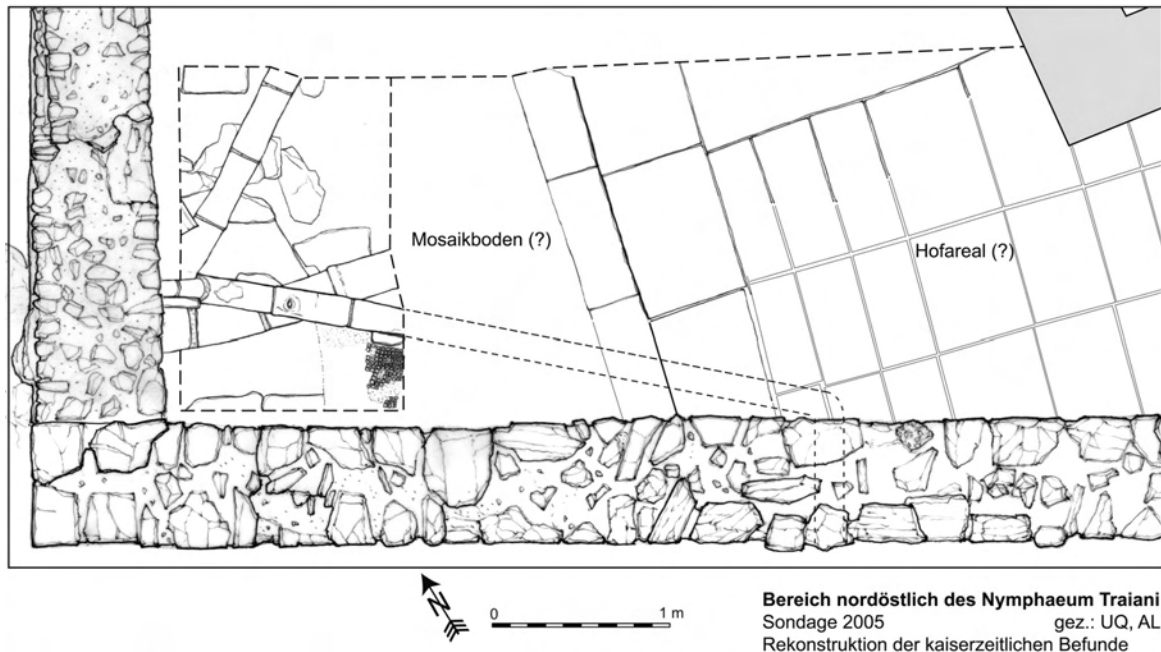 Mosaikboden (?)
Hofareal (?)
N
0 1 m
Bereich nordöstlich des Nymphaeum Traiani
Sondage 2005 gez.: UQ, AL
Rekonstruktion der kaiserzeitlichen Befunde